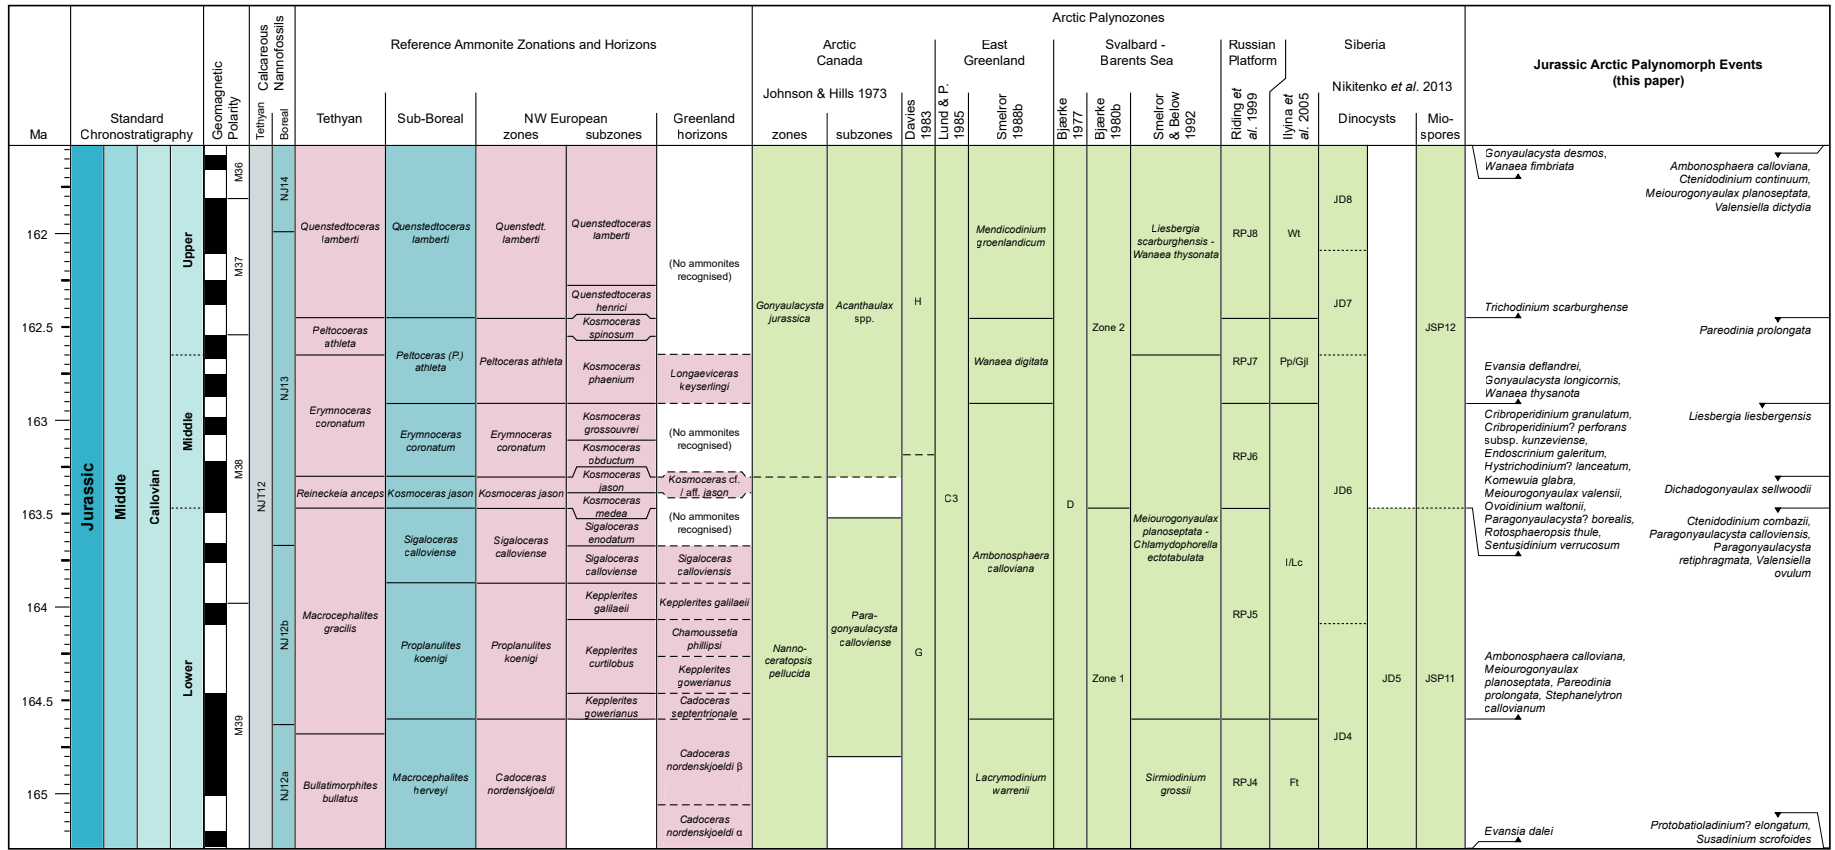 Arctic Palynozones
Reference Ammonite Zonations and Horizons
Arctic
Canada
East
Greenland
Svalbard -
Barents Sea
Russian
Platform
Siberia
Jurassic Arctic Palynomorph Events
(this paper)
Johnson & Hills 1973
Nikitenko et al. 2013
Ma
Standard
Chronostratigraphy
Geomagnetic
Polarity
Calcareous
Nannofossils
Tethyan
Boreal
Tethyan
Sub-Boreal
NW European
zones
subzones
Greenland
horizons
zones
subzones
Davies
1983
Lund & P.
1985
Smelror
1988b
Bjærke
1977
Bjærke
1980b
Smelror
& Below
1992
Riding et
al. 1999
Ilyina et
al. 2005
Dinocysts
Mio-
spores
162
162.5
163
163.5
164
164.5
165
Jurassic
Middle
Callovian
Upper
Middle
Lower
M36
M37
M38
M39
NJT12
NJ14
NJ13
NJ12b
NJ12a
Quenstedtoceras
lamberti
Peltoceras
athleta
Erymnoceras
coronatum
Reineckeia anceps
Macrocephalites
gracilis
Bullatimorphites
bullatus
Quenstedtoceras
lamberti
Peltoceras (P.)
athleta
Erymnoceras
coronatum
Kosmoceras jason
Sigaloceras
calloviense
Proplanulites
koenigi
Macrocephalites
herveyi
Quenstedt.
lamberti
Peltoceras athleta
Erymnoceras
coronatum
Kosmoceras jason
Sigaloceras
calloviense
Proplanulites
koenigi
Cadoceras
nordenskjoeldi
Quenstedtoceras
lamberti
Quenstedtoceras
henrici
Kosmoceras
spinosum
Kosmoceras
phaenium
Kosmoceras
grossouvrei
Kosmoceras
obductum
Kosmoceras
jason
Kosmoceras
medea
Sigaloceras
enodatum
Sigaloceras
calloviense
Kepplerites
galilaeii
Kepplerites
curtilobus
Kepplerites
gowerianus
(No ammonites
recognised)
Longaeviceras
keyserlingi
(No ammonites
recognised)
Kosmoceras cf.
/ aff. jason
(No ammonites
recognised)
Sigaloceras
calloviensis
Kepplerites galilaeii
Chamoussetia
phillipsi
Kepplerites
gowerianus
Cadoceras
septentrionale
Cadoceras
nordenskjoeldi β
Cadoceras
nordenskjoeldi α
Gonyaulacysta
jurassica
Nanno-
ceratopsis
pellucida
Acanthaulax
spp.
Para-
gonyaulacysta
calloviense
H
G
C3
Mendicodinium
groenlandicum
Wanaea digitata
Ambonosphaera
calloviana
Lacrymodinium
warrenii
D
Zone 2
Zone 1
Liesbergia
scarburghensis -
Wanaea thysonata
Meiourogonyaulax
planoseptata -
Chlamydophorella
ectotabulata
Sirmiodinium
grossii
RPJ8
RPJ7
RPJ6
RPJ5
RPJ4
Wt
Pp/Gjl
I/Lc
Ft
JD8
JD7
JD6
JD4
JD5
JSP12
JSP11
Gonyaulacysta desmos,
Wanaea fimbriata
Ambonosphaera calloviana,
Ctenidodinium continuum,
Meiourogonyaulax planoseptata,
Valensiella dictydia
Trichodinium scarburghense
Pareodinia prolongata
Evansia deflandrei,
Gonyaulacysta longicornis,
Wanaea thysanota
Liesbergia liesbergensis
Cribroperidinium granulatum,
Cribroperidinium? perforans
subsp. kunzeviense,
Endoscrinium galeritum,
Hystrichodinium? lanceatum,
Komewuia glabra,
Meiourogonyaulax valensii,
Ovoidinium waltonii,
Paragonyaulacysta? borealis,
Rotosphaeropsis thule,
Sentusidinium verrucosum
Dichadogonyaulax sellwoodii
Ctenidodinium combazii,
Paragonyaulacysta calloviensis,
Paragonyaulacysta
retiphragmata, Valensiella
ovulum
Ambonosphaera calloviana,
Meiourogonyaulax
planoseptata, Pareodinia
prolongata, Stephanelytron
callovianum
Evansia dalei
Protobatioladinium? elongatum,
Susadinium scrofoides